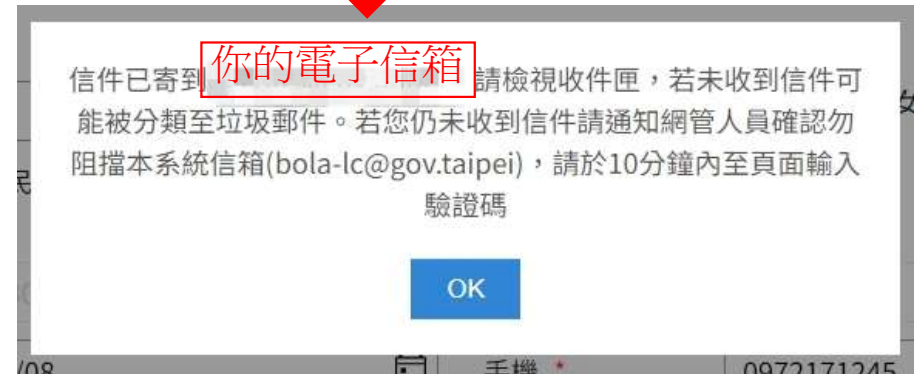 信件已寄到 你的電子信箱 請檢視收件匣，若未收到信件可
能被分類至垃圾郵件。若您仍未收到信件請通知網管人員確認勿
阻擋本系統信箱(bola-lc@gov.taipei)，請於10分鐘內至頁面輸入
驗證碼
OK
女
/08
手機 *
0972171245